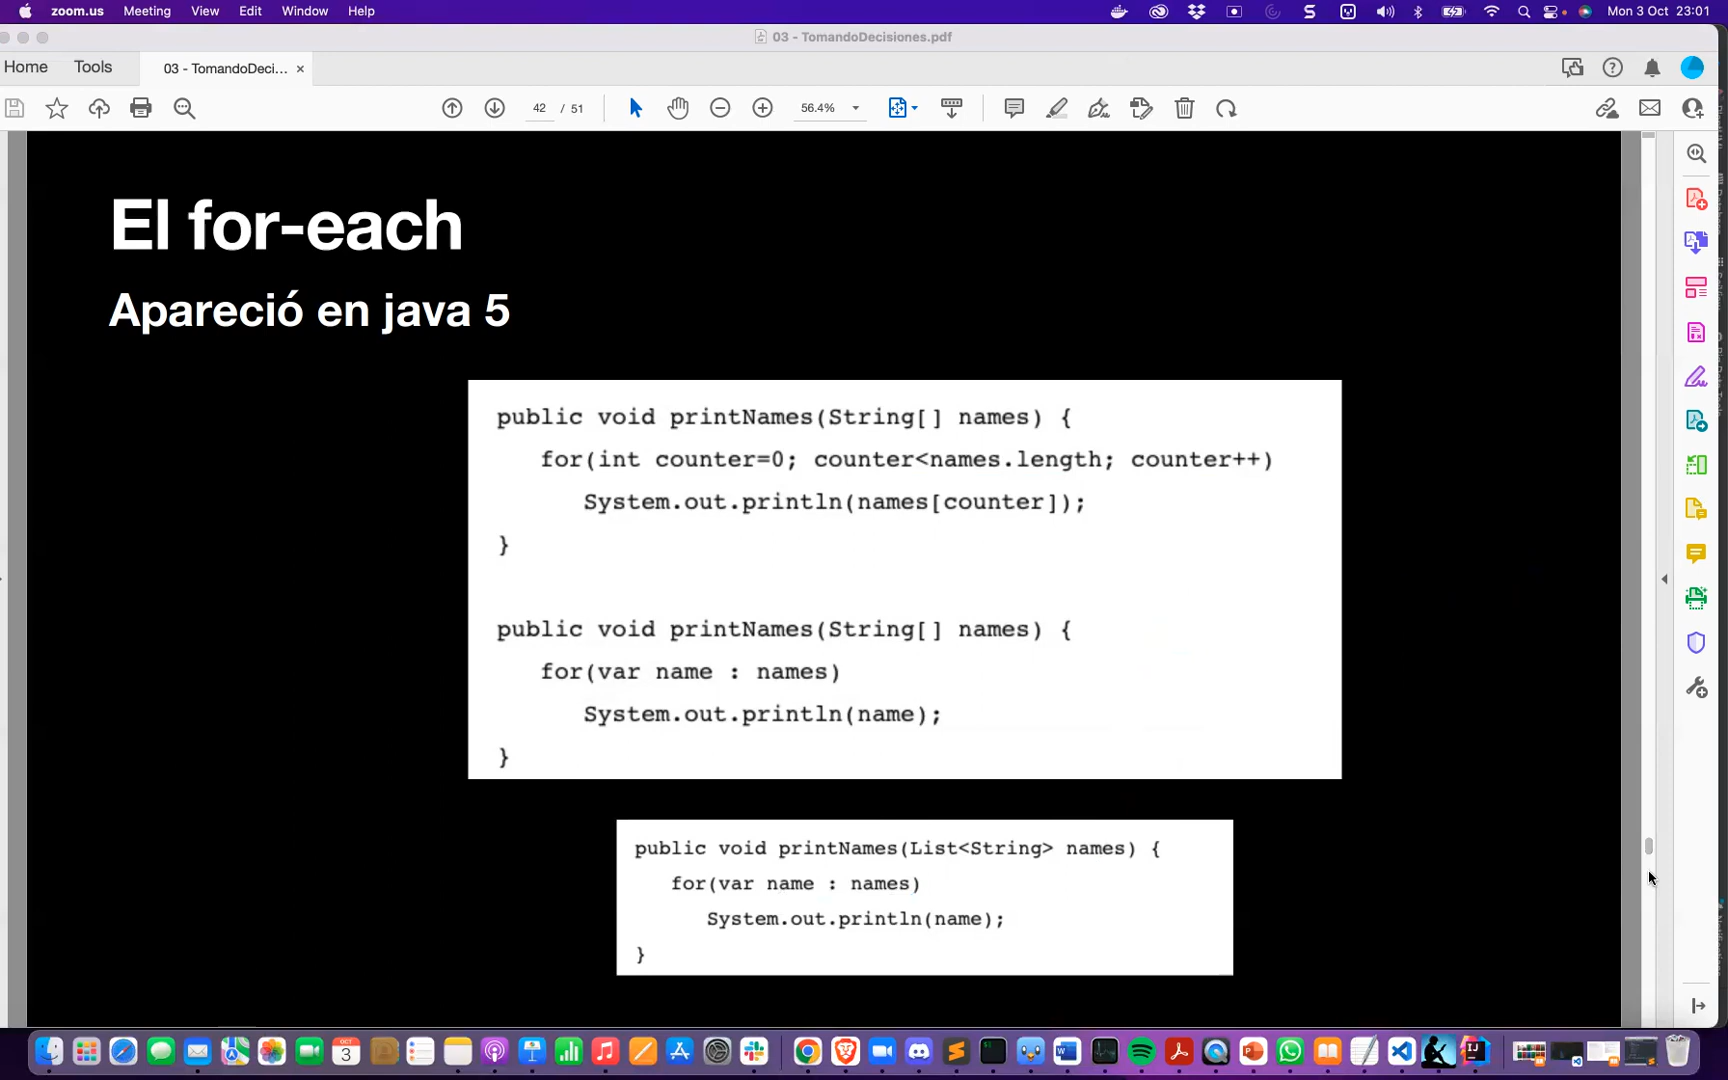 zoom.us Meeting View Edit Window Help Mon 3 Oct 23:01
03 - TomandoDecisiones.pdf
Home Tools 03 - TomandoDeci... ×
42 / 51 56.4%
El for-each
Apareció en java 5
public void printNames(String[] names) {
for(int counter=0; counter<names.length; counter++)
System.out.println(names[counter]);
}
public void printNames(String[] names) {
for(var name : names)
System.out.println(name);
}
public void printNames(List<String> names) {
for(var name : names)
System.out.println(name);
}
OCT
3